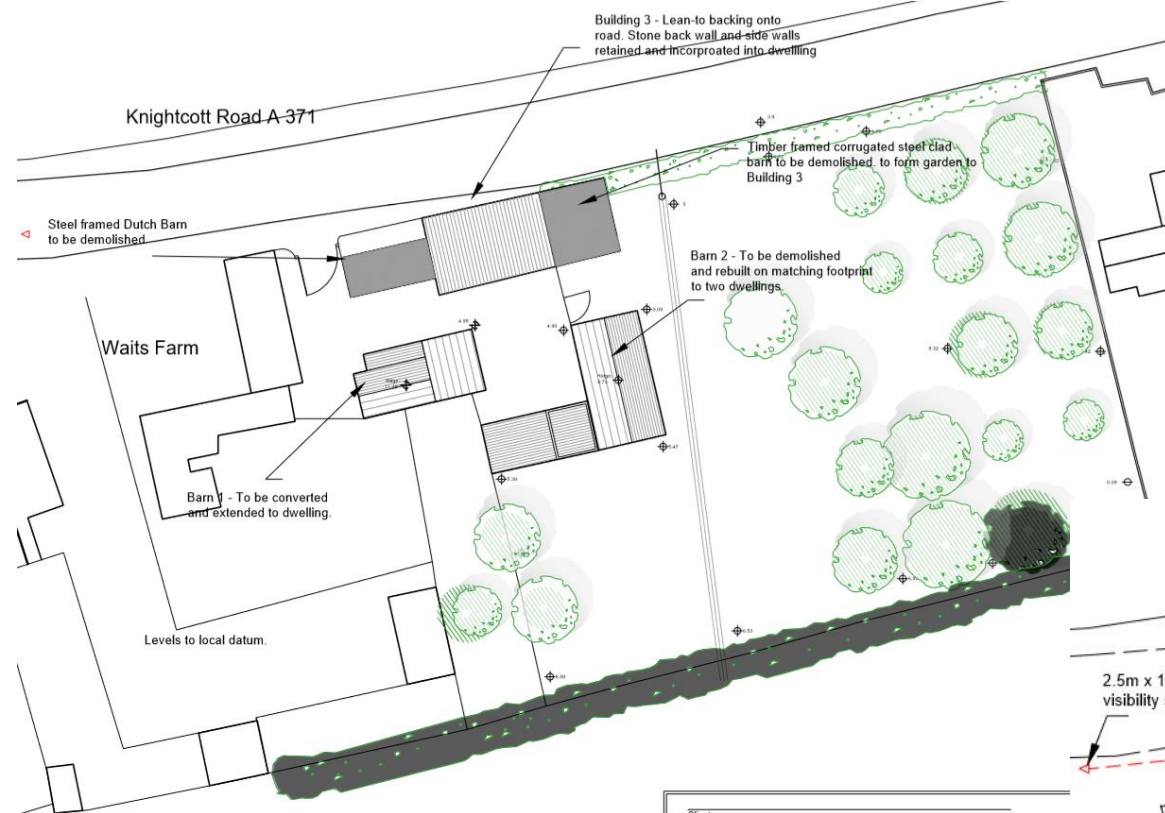 Building 3 - Lean-to backing onto
road. Stone back wall and side walls
retained and incorproated into dwellling
Knightcott Road A 371
Timber framed corrugated steel clad
barn to be demolished. to form garden to
Building 3
Steel framed Dutch Barn
to be demolished
Barn 2 - To be demolished
and rebuilt on matching footprint
to two dwellings
Waits Farm
Barn 1 - To be converted
and extended to dwelling.
Levels to local datum.
2.5m x 1
visibility